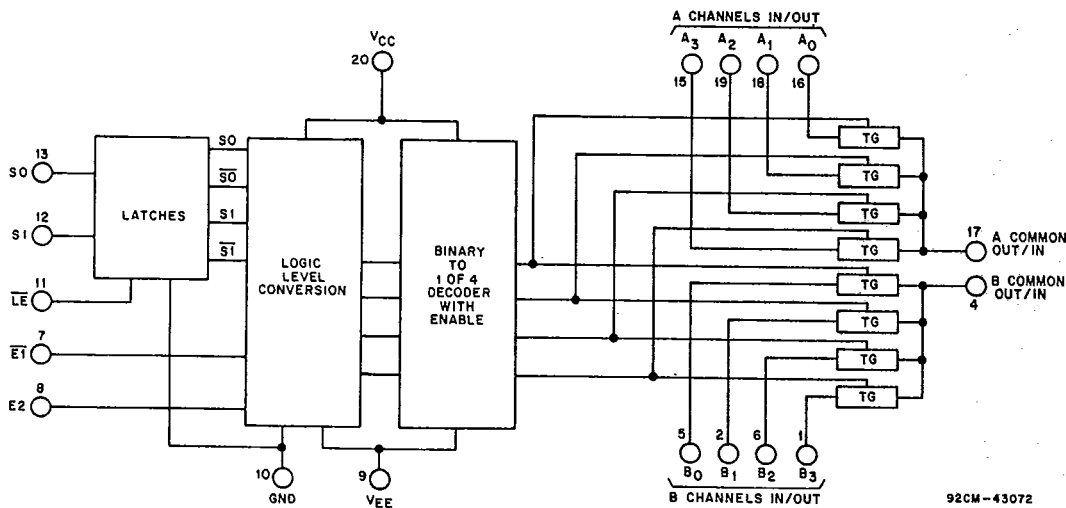 A CHANNELS IN/OUT
A3 A2 A1 A0
15 19 18 16
VCC
20
TG
TG
TG
TG
17
A COMMON
OUT/IN
TG
B COMMON
OUT/IN
4
TG
TG
TG
13
S0
12
S1
11
LE
7
E1
8
E2
LATCHES
S0
S0
S1
S1
LOGIC
LEVEL
CONVERSION
BINARY
TO
1 OF 4
DECODER
WITH
ENABLE
10
GND
9
VEE
5 2 6 1
B0 B1 B2 B3
B CHANNELS IN/OUT
92CM-43072